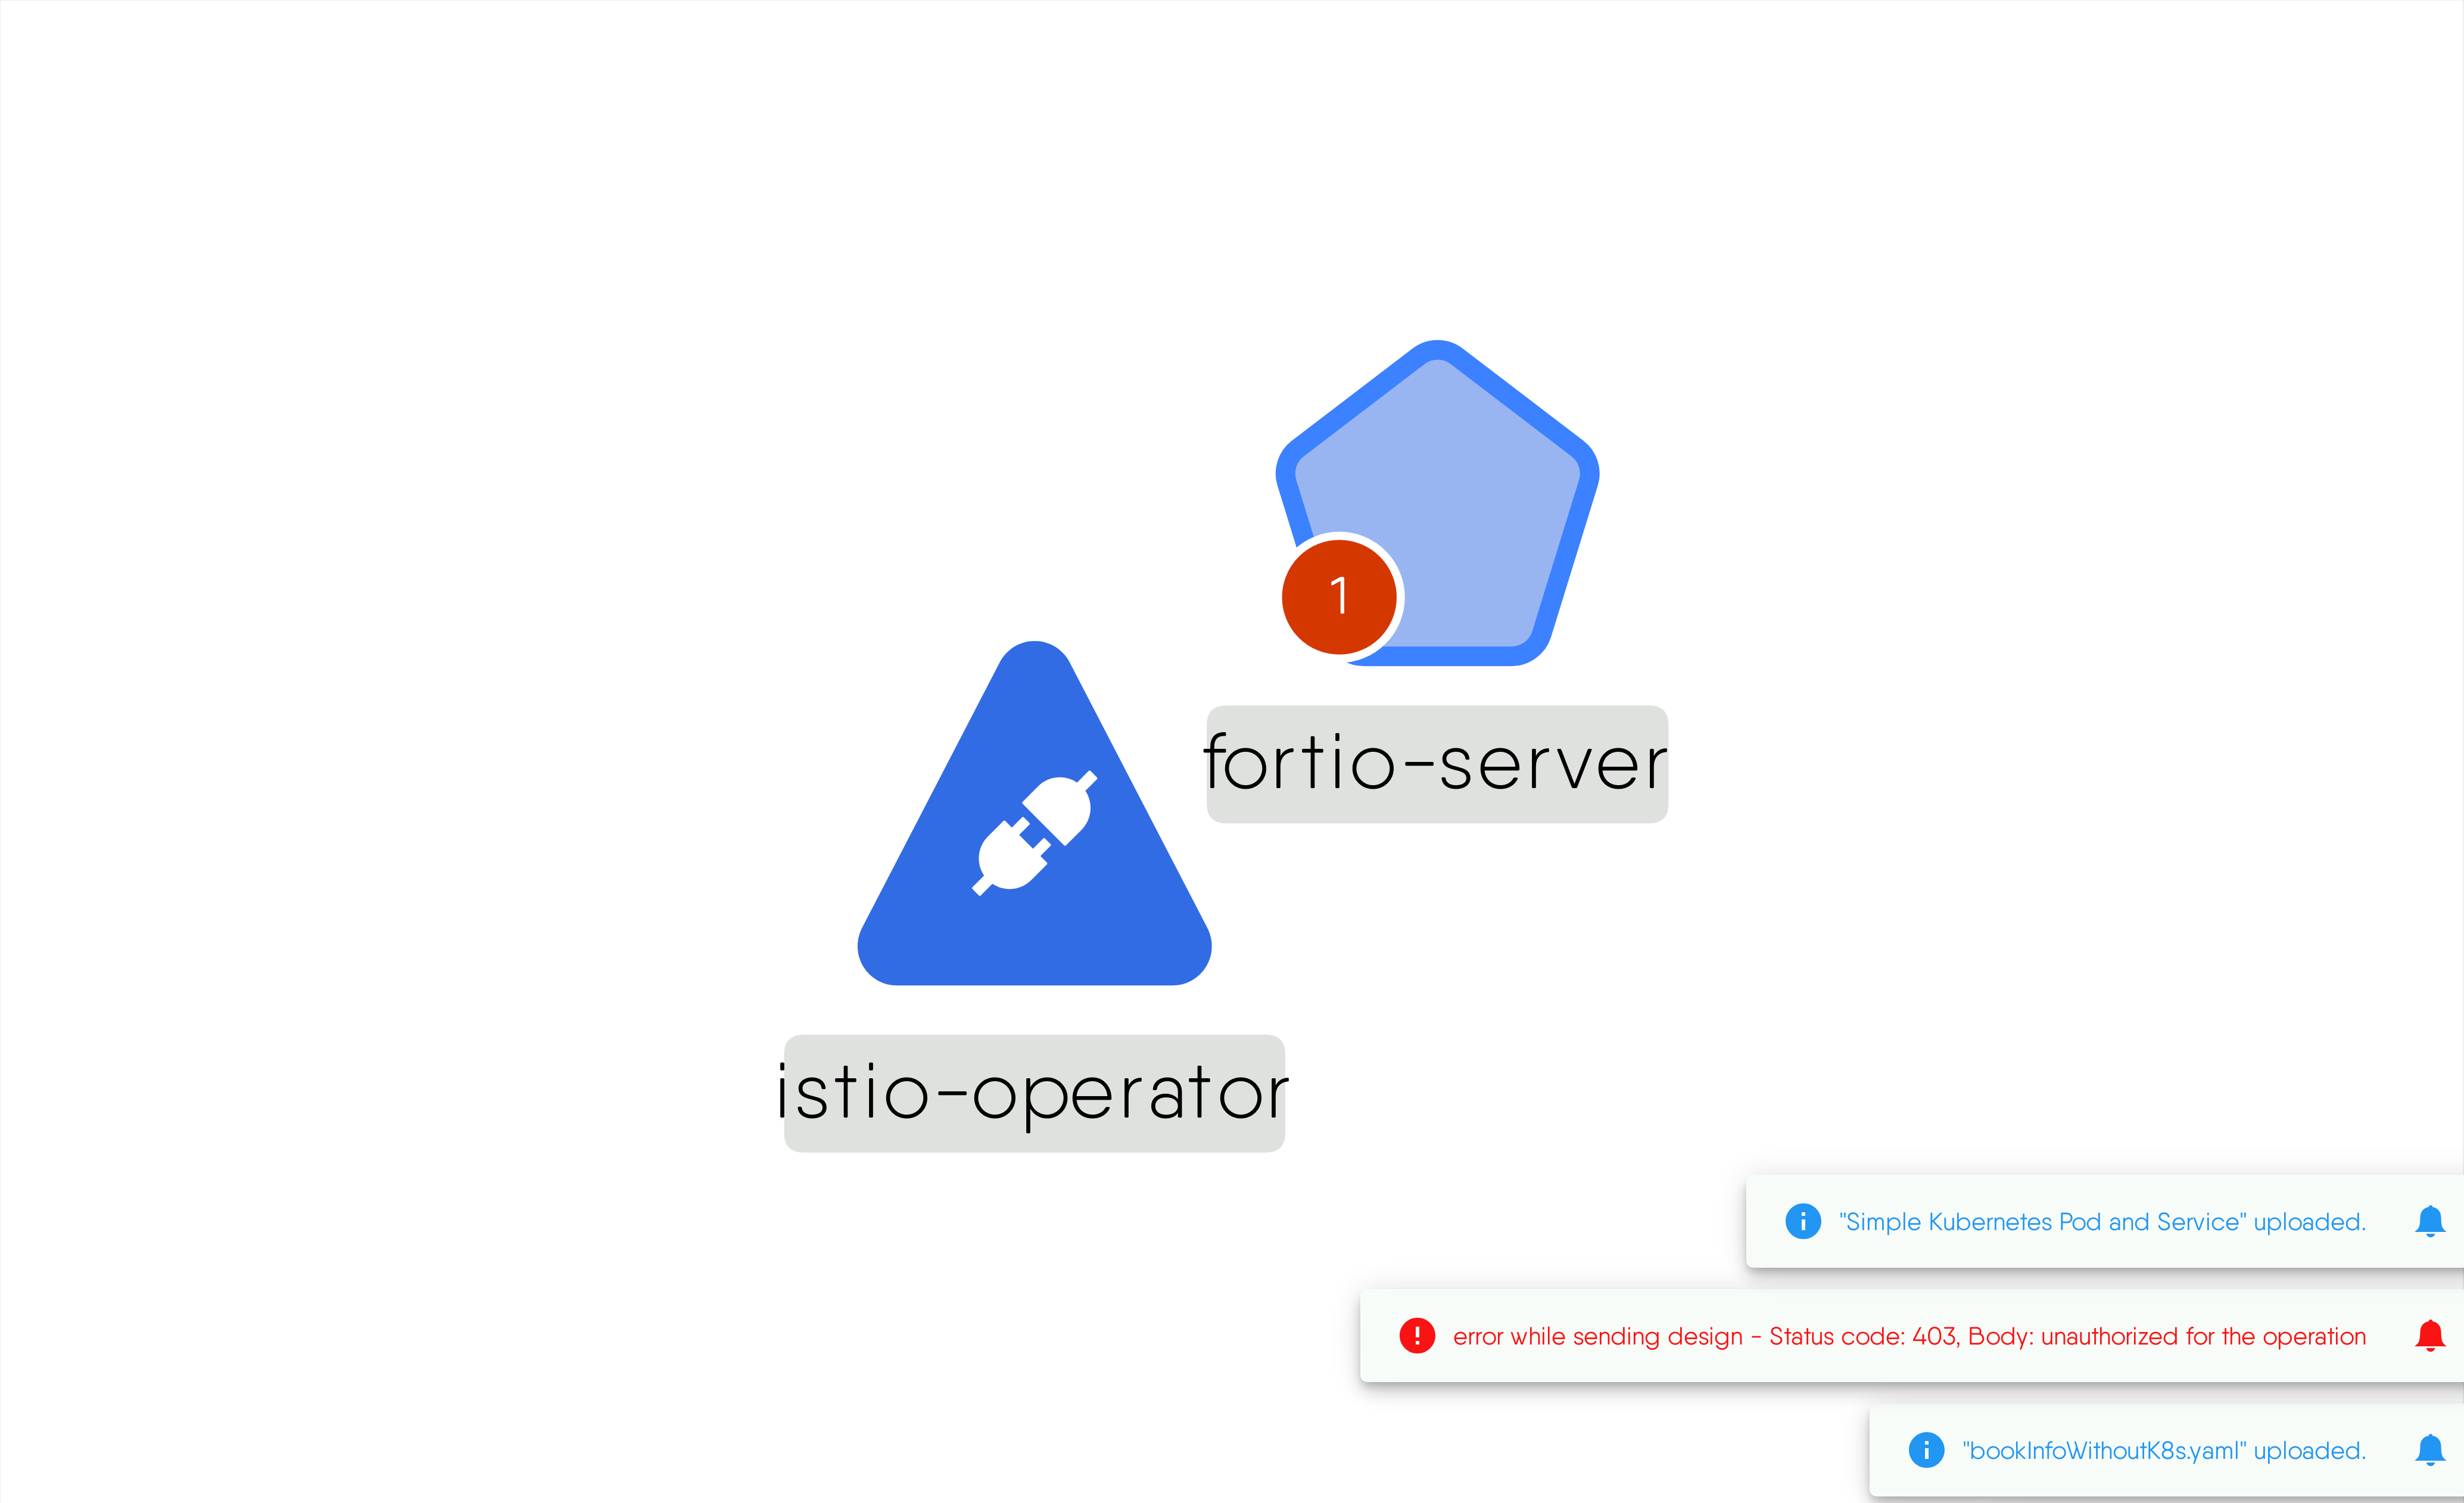 1
fortio-server
istio-operator
"Simple Kubernetes Pod and Service" uploaded.
error while sending design - Status code: 403, Body: unauthorized for the operation
"bookInfoWithoutK8s.yaml" uploaded.